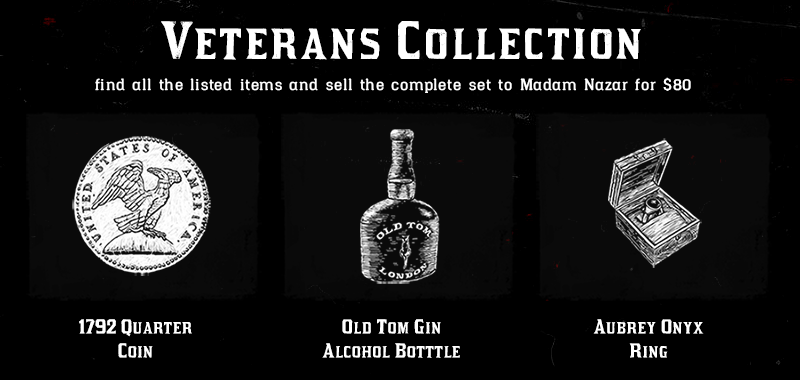 Veterans Collection
find all the listed items and sell the complete set to Madam Nazar for $80
UNITED STATES OF AMERICA.
OLD TOM
LONDON
1792 Quarter
Coin
Old Tom Gin
Alcohol Botttle
Aubrey Onyx
Ring